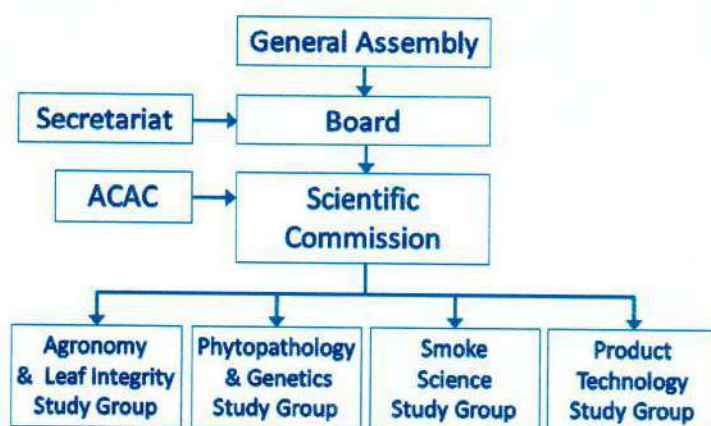 General Assembly
Secretariat
Board
ACAC
Scientific
Commission
Agronomy
& Leaf Integrity
Study Group
Phytopathology
& Genetics
Study Group
Smoke
Science
Study Group
Product
Technology
Study Group